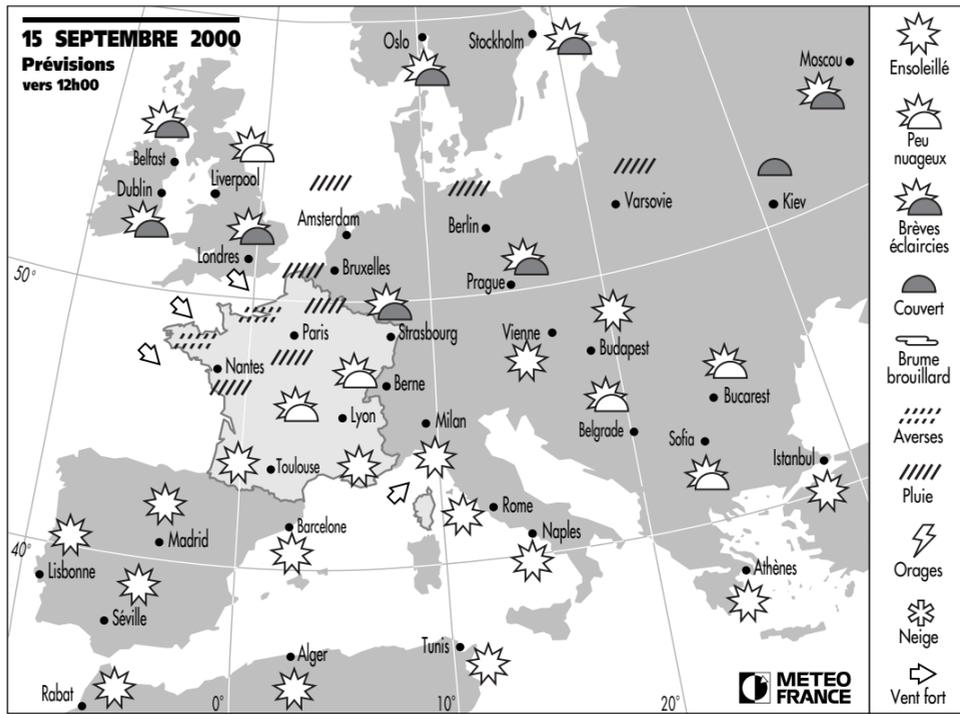 15 SEPTEMBRE 2000
Prévisions
vers 12h00
Oslo
Stockholm
Moscou
Belfast
Dublin
Liverpool
Amsterdam
Berlin
Varsovie
Kiev
Londres
Bruxelles
Prague
50°
Paris
Strasbourg
Vienne
Budapest
Nantes
Berne
Bucarest
Lyon
Milan
Belgrade
Sofia
Istanbul
Toulouse
Rome
Barcelone
Naples
Madrid
40°
Lisbonne
Athènes
Séville
Alger
Tunis
Rabat
0°
10°
20°
METEO
FRANCE
Ensoleillé
Peu
nuageux
Brèves
éclaircies
Couvert
Brume
brouillard
Averses
Pluie
Orages
Neige
Vent fort